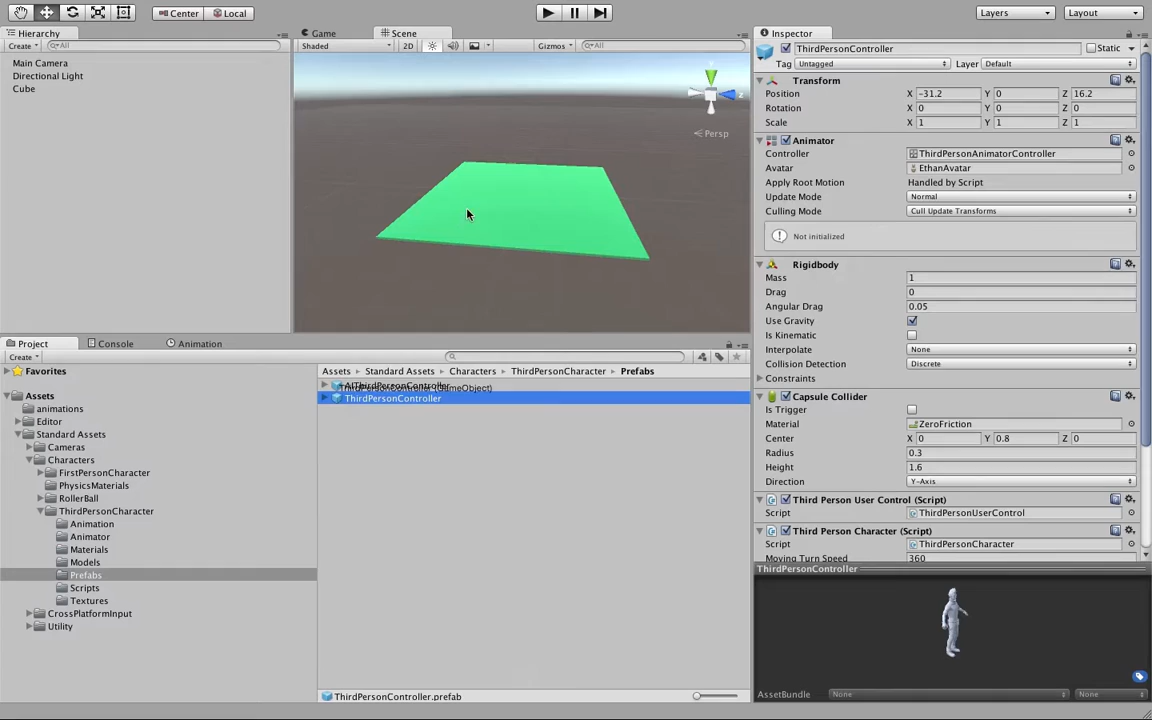 Center Local
Layers Layout
Hierarchy
Create All
Main Camera
Directional Light
Cube
Game Scene
Shaded 2D Gizmos All
Persp
Inspector
ThirdPersonController Static
Tag Untagged Layer Default
Transform
Position X -31.2 Y 0 Z 16.2
Rotation X 0 Y 0 Z 0
Scale X 1 Y 1 Z 1
Animator
Controller ThirdPersonAnimatorController
Avatar EthanAvatar
Apply Root Motion Handled by Script
Update Mode Normal
Culling Mode Cull Update Transforms
Not initialized
Rigidbody
Mass 1
Drag 0
Angular Drag 0.05
Use Gravity
Is Kinematic
Interpolate None
Collision Detection Discrete
Constraints
Capsule Collider
Is Trigger
Material ZeroFriction
Center X 0 Y 0.8 Z 0
Radius 0.3
Height 1.6
Direction Y-Axis
Third Person User Control (Script)
Script ThirdPersonUserControl
Third Person Character (Script)
Script ThirdPersonCharacter
Moving Turn Speed 360
ThirdPersonController
AssetBundle None None
Project Console Animation
Create
Favorites
Assets
animations
Editor
Standard Assets
Cameras
Characters
FirstPersonCharacter
PhysicsMaterials
RollerBall
ThirdPersonCharacter
Animation
Animator
Materials
Models
Prefabs
Scripts
Textures
CrossPlatformInput
Utility
Assets Standard Assets Characters ThirdPersonCharacter Prefabs
AIThirdPersonController
ThirdPersonController (GameObject)
ThirdPersonController
ThirdPersonController.prefab